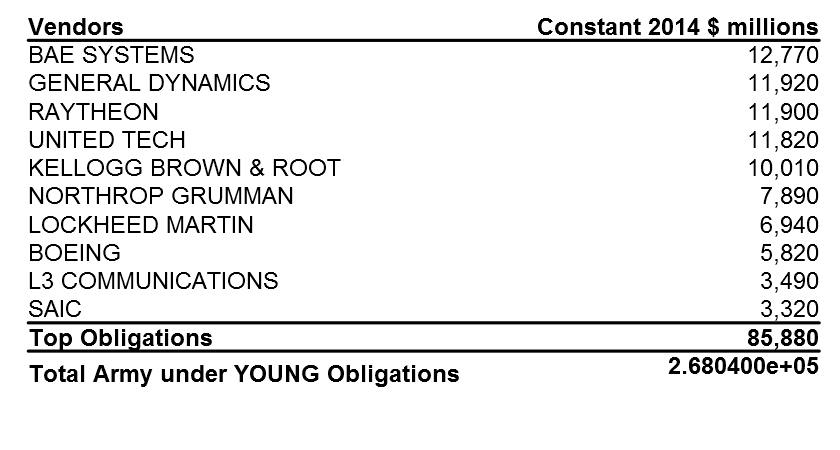 Vendors Constant 2014 $ millions
BAE SYSTEMS 12,770
GENERAL DYNAMICS 11,920
RAYTHEON 11,900
UNITED TECH 11,820
KELLOGG BROWN & ROOT 10,010
NORTHROP GRUMMAN 7,890
LOCKHEED MARTIN 6,940
BOEING 5,820
L3 COMMUNICATIONS 3,490
SAIC 3,320
Top Obligations 85,880
Total Army under YOUNG Obligations 2.680400e+05